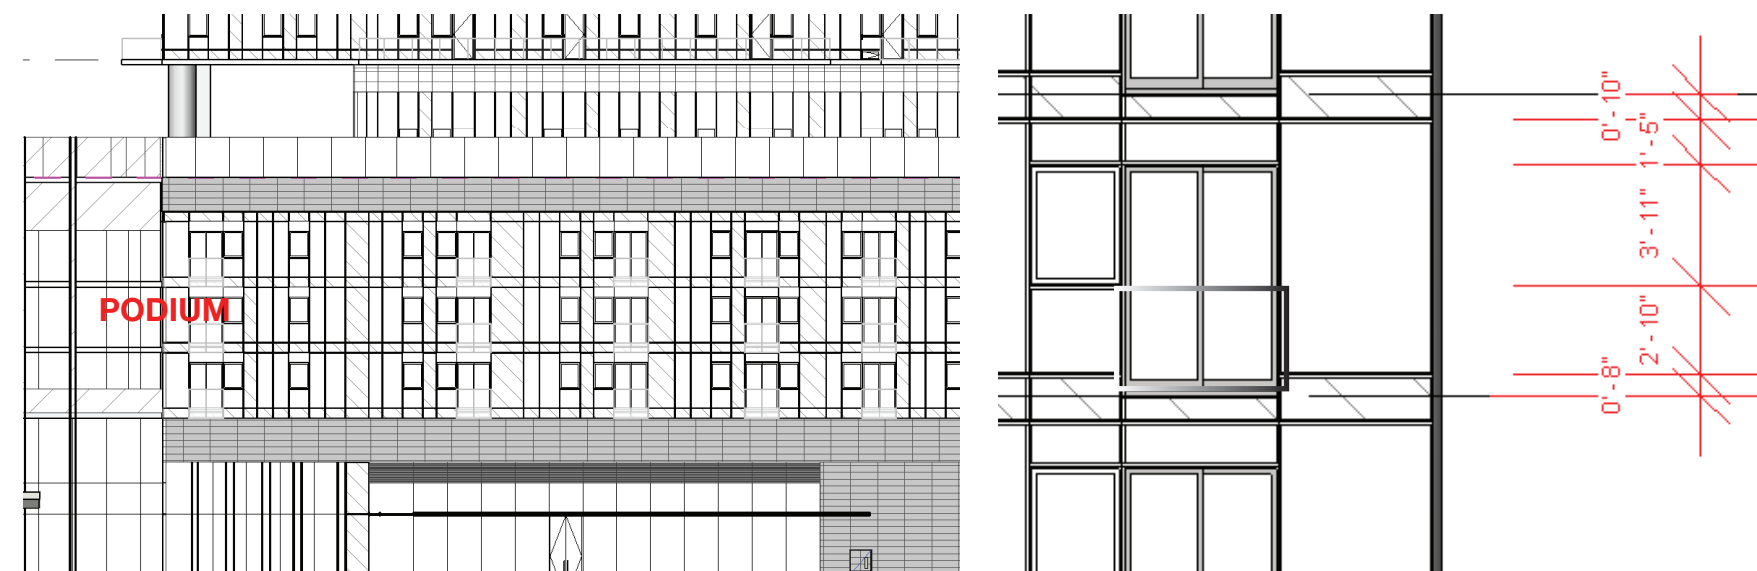 PODIUM
0' - 10"
1' - 5"
3' - 11"
2' - 10"
0' - 8"